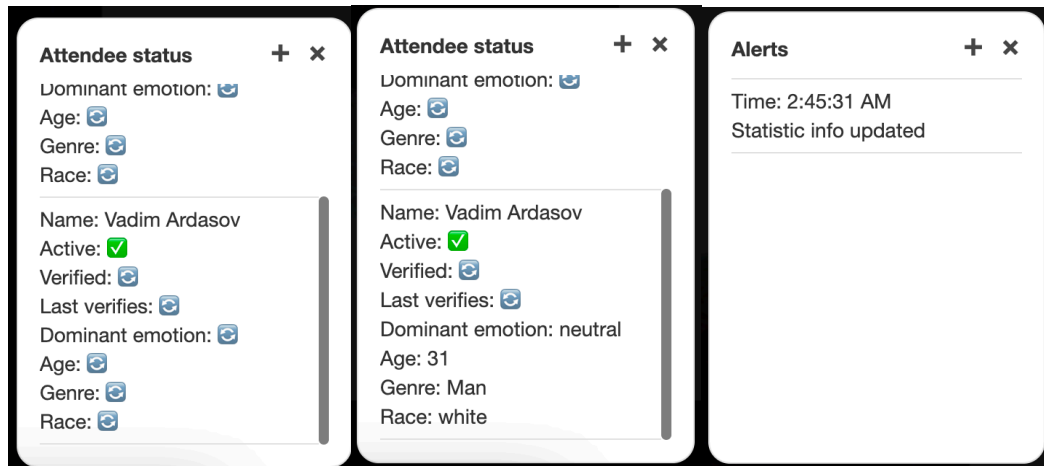 Attendee status + ×
Dominant emotion: 🔄
Age: 🔄
Genre: 🔄
Race: 🔄
Name: Vadim Ardasov
Active: ✅
Verified: 🔄
Last verifies: 🔄
Dominant emotion: 🔄
Age: 🔄
Genre: 🔄
Race: 🔄
Attendee status + ×
Dominant emotion: 🔄
Age: 🔄
Genre: 🔄
Race: 🔄
Name: Vadim Ardasov
Active: ✅
Verified: 🔄
Last verifies: 🔄
Dominant emotion: neutral
Age: 31
Genre: Man
Race: white
Alerts + ×
Time: 2:45:31 AM
Statistic info updated